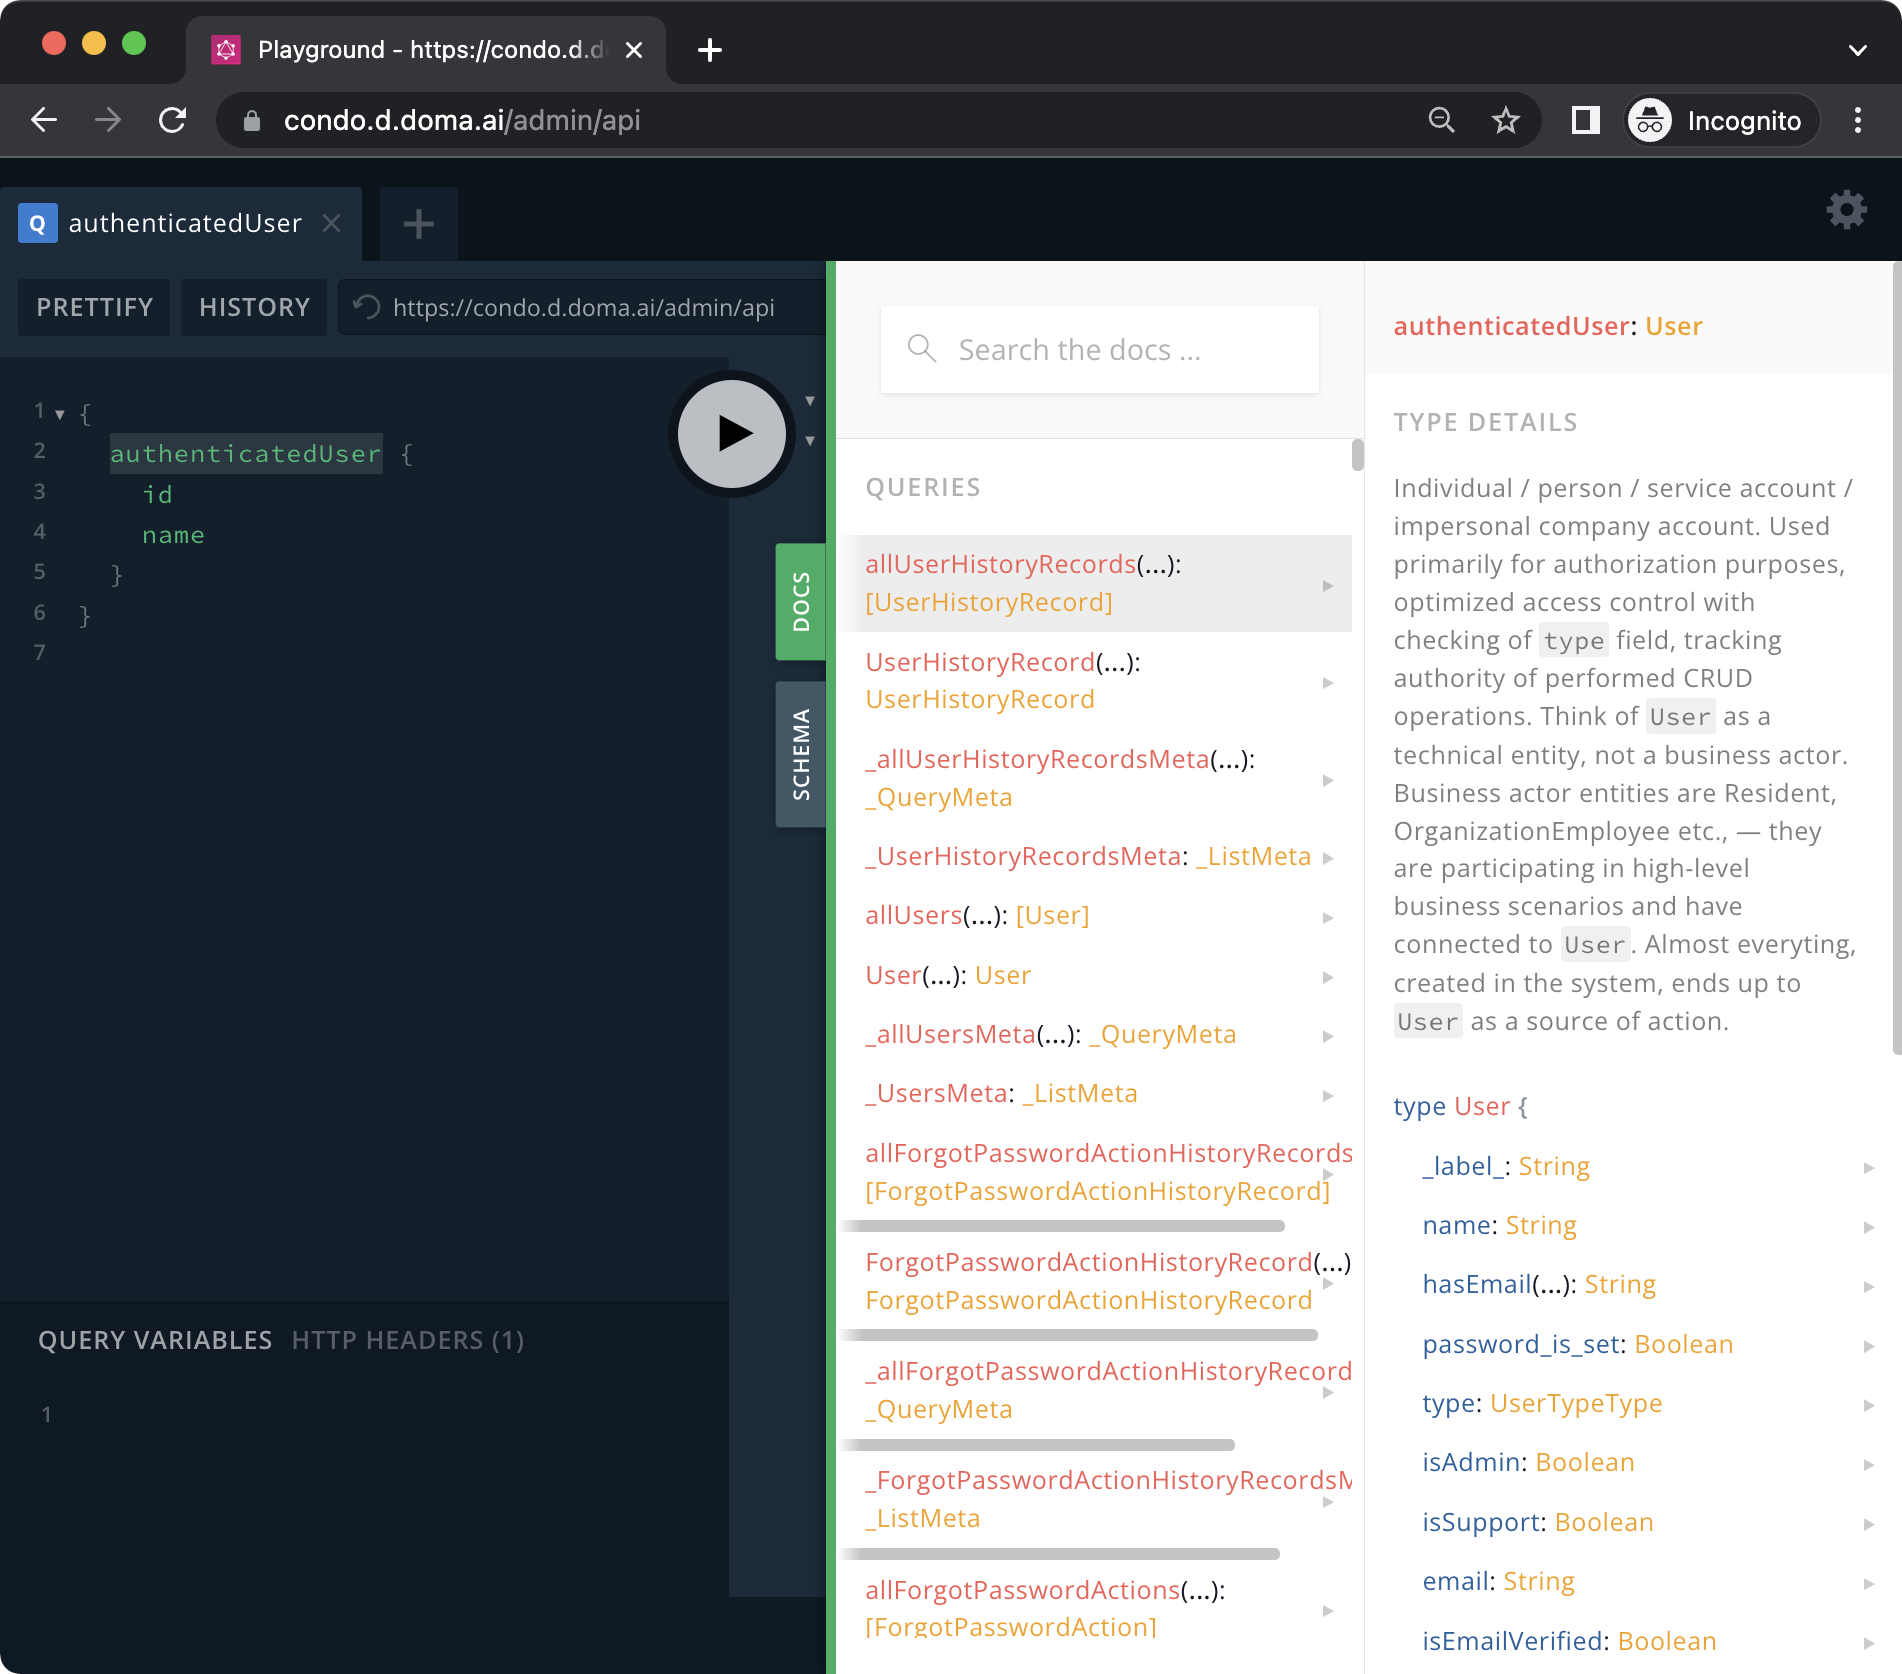 Playground - https://condo.d.d
condo.d.doma.ai/admin/api
Incognito
Q authenticatedUser
PRETTIFY
HISTORY
https://condo.d.doma.ai/admin/api
1 {
2 authenticatedUser {
3 id
4 name
5 }
6 }
7
DOCS
SCHEMA
QUERY VARIABLES HTTP HEADERS (1)
1
Search the docs ...
QUERIES
allUserHistoryRecords(...):
[UserHistoryRecord]
UserHistoryRecord(...):
UserHistoryRecord
_allUserHistoryRecordsMeta(...):
_QueryMeta
_UserHistoryRecordsMeta: _ListMeta
allUsers(...): [User]
User(...): User
_allUsersMeta(...): _QueryMeta
_UsersMeta: _ListMeta
allForgotPasswordActionHistoryRecords
[ForgotPasswordActionHistoryRecord]
ForgotPasswordActionHistoryRecord(...)
ForgotPasswordActionHistoryRecord
_allForgotPasswordActionHistoryRecord
_QueryMeta
_ForgotPasswordActionHistoryRecordsM
_ListMeta
allForgotPasswordActions(...):
[ForgotPasswordAction]
authenticatedUser: User
TYPE DETAILS
Individual / person / service account /
impersonal company account. Used
primarily for authorization purposes,
optimized access control with
checking of type field, tracking
authority of performed CRUD
operations. Think of User as a
technical entity, not a business actor.
Business actor entities are Resident,
OrganizationEmployee etc., — they
are participating in high-level
business scenarios and have
connected to User. Almost everyting,
created in the system, ends up to
User as a source of action.
type User {
_label_: String
name: String
hasEmail(...): String
password_is_set: Boolean
type: UserTypeType
isAdmin: Boolean
isSupport: Boolean
email: String
isEmailVerified: Boolean